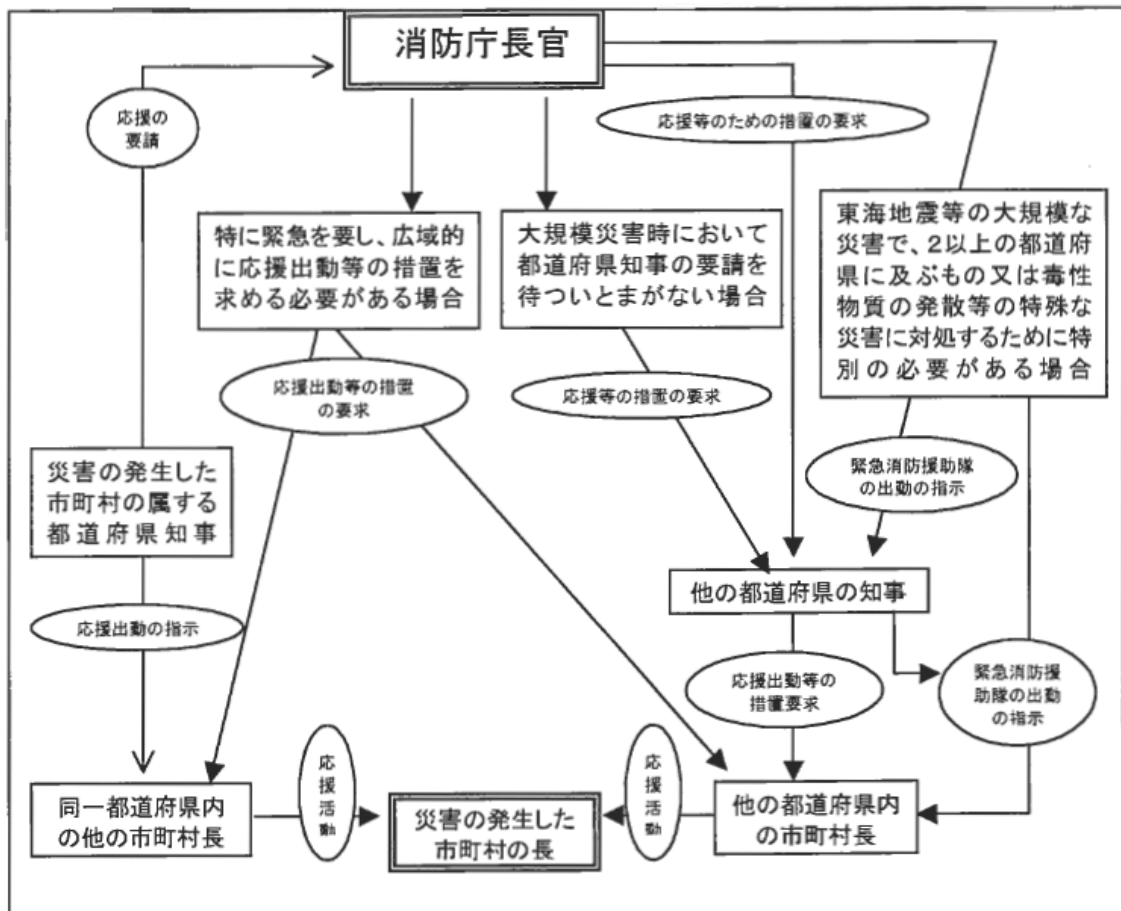 消防庁長官
応援の
要請
応援等のための措置の要求
特に緊急を要し、広域的
に応援出動等の措置を
求める必要がある場合
大規模災害時において
都道府県知事の要請を
待ついとまがない場合
東海地震等の大規模な
災害で、2以上の都道府
県に及ぶもの又は毒性
物質の発散等の特殊な
災害に対処するために特
別の必要がある場合
応援出動等の措置
の要求
応援等の措置の要求
災害の発生した
市町村の属する
都道府県知事
緊急消防援助隊
の出動の指示
他の都道府県の知事
応援出動の指示
応援出動等の
措置要求
緊急消防援
助隊の出動
の指示
同一都道府県内
の他の市町村長
応援活動
災害の発生した
市町村の長
応援活動
他の都道府県内
の市町村長